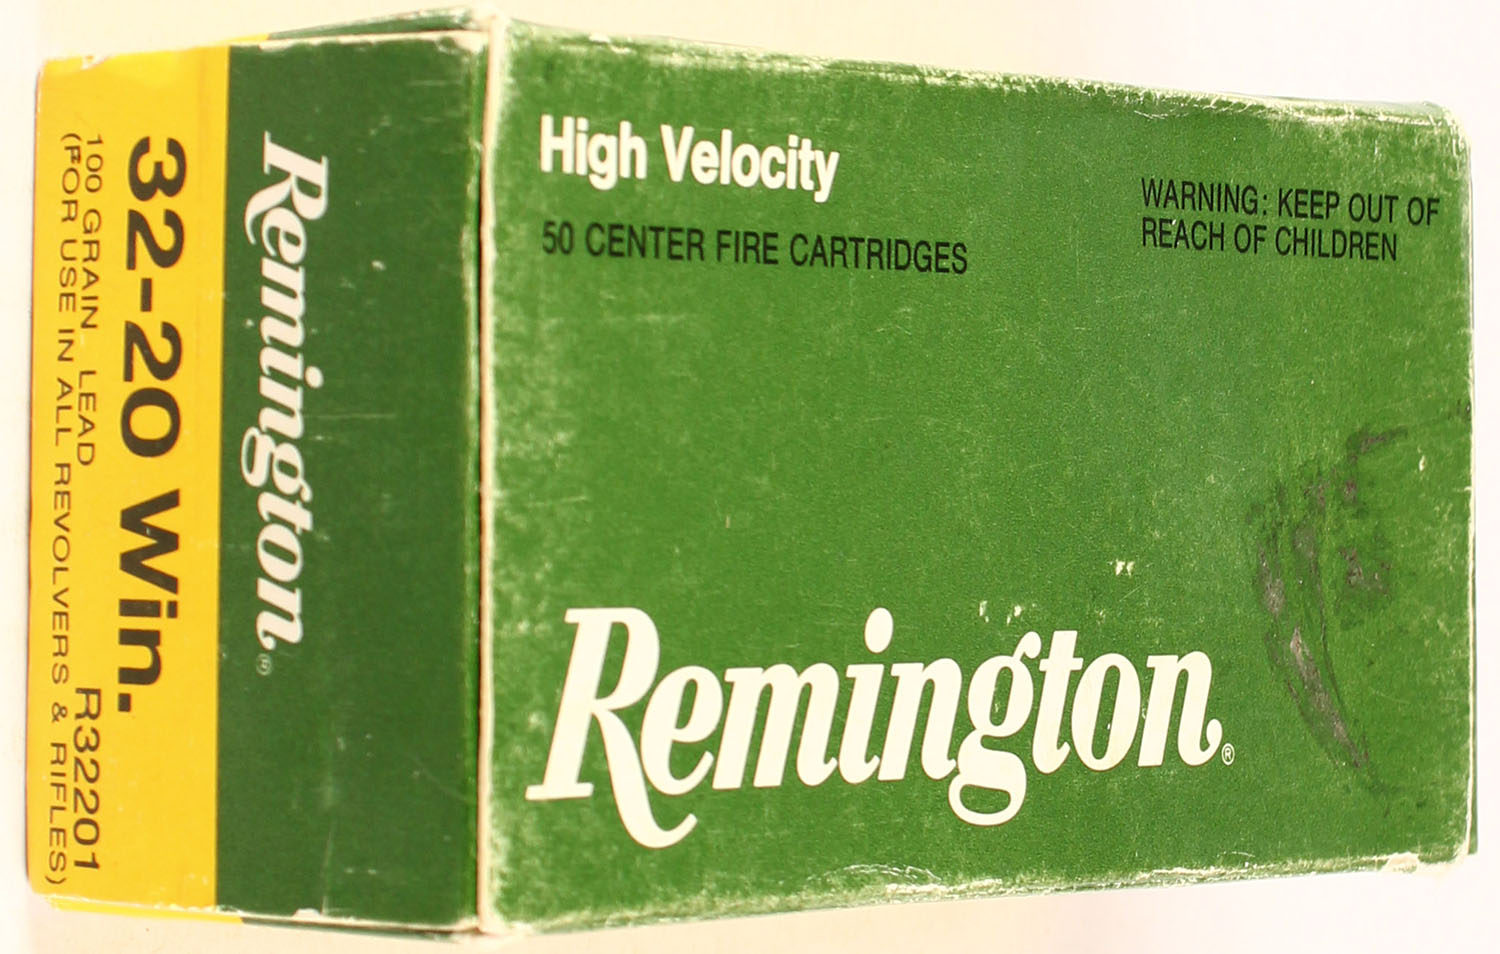 High Velocity
50 CENTER FIRE CARTRIDGES
WARNING: KEEP OUT OF
REACH OF CHILDREN
Remington®
Remington®
32-20 Win.
100 GRAIN, LEAD R32201
(FOR USE IN ALL REVOLVERS & RIFLES)